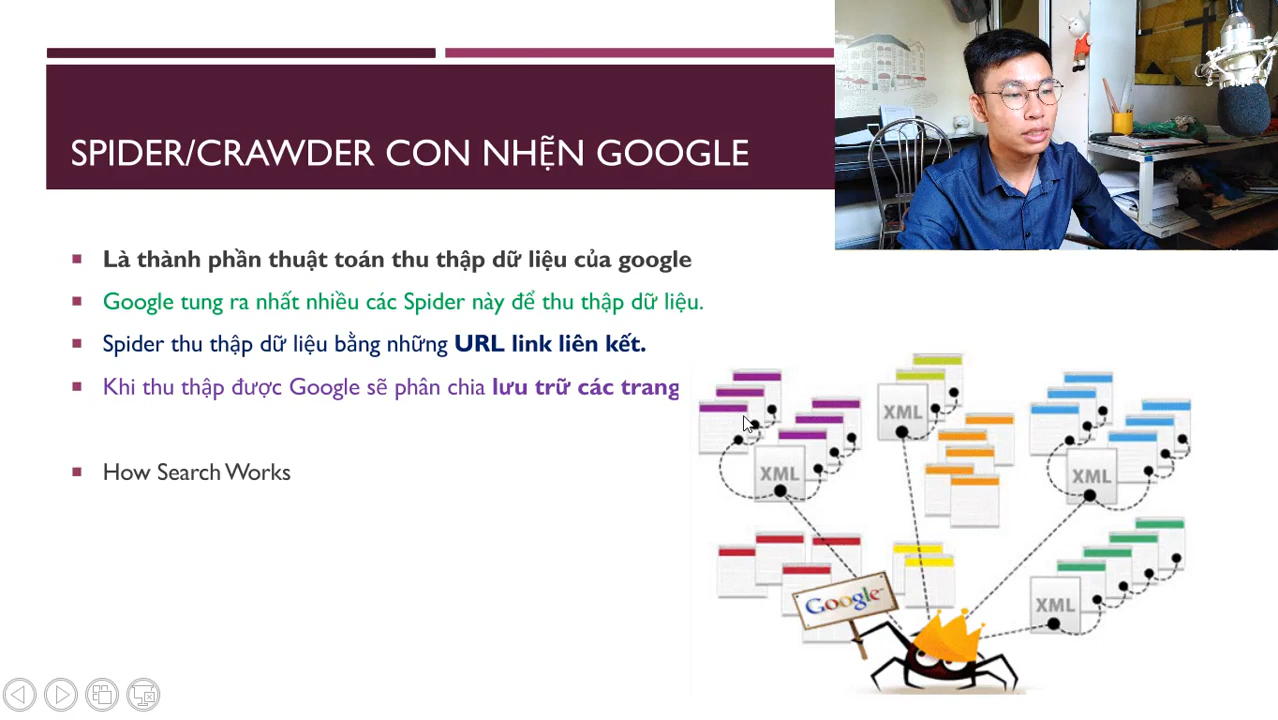 SPIDER/CRAWDER CON NHỆN GOOGLE
Là thành phần thuật toán thu thập dữ liệu của google
Google tung ra nhất nhiều các Spider này để thu thập dữ liệu.
Spider thu thập dữ liệu bằng những URL link liên kết.
Khi thu thập được Google sẽ phân chia lưu trữ các trang
How Search Works
XML
XML
XML
XML
Google